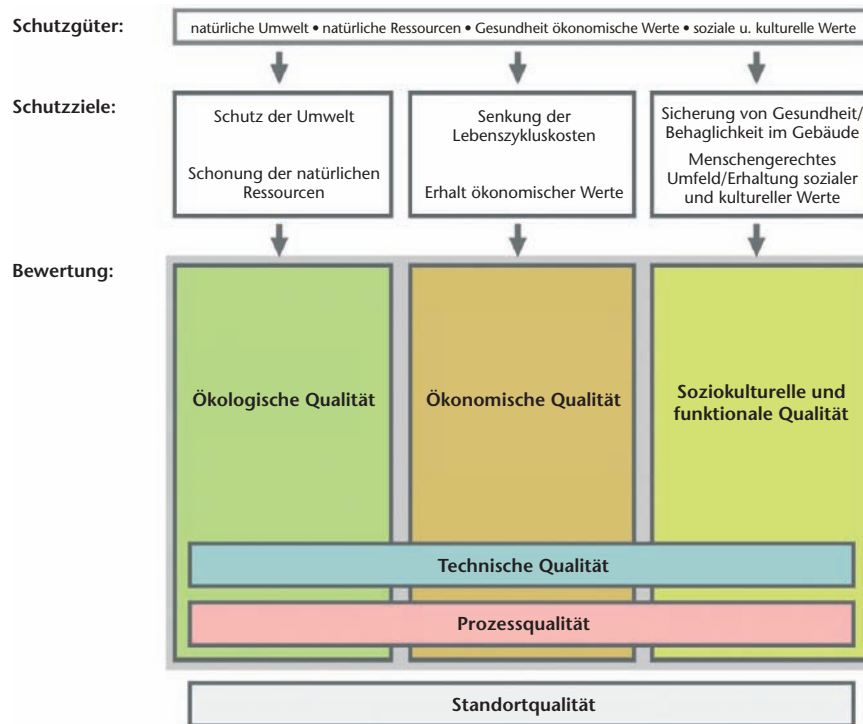 Schutzgüter:
natürliche Umwelt • natürliche Ressourcen • Gesundheit ökonomische Werte • soziale u. kulturelle Werte
Schutzziele:
Schutz der Umwelt
Schonung der natürlichen
Ressourcen
Senkung der
Lebenszykluskosten
Erhalt ökonomischer Werte
Sicherung von Gesundheit/
Behaglichkeit im Gebäude
Menschengerechtes
Umfeld/Erhaltung sozialer
und kultureller Werte
Bewertung:
Ökologische Qualität
Ökonomische Qualität
Soziokulturelle und
funktionale Qualität
Technische Qualität
Prozessqualität
Standortqualität